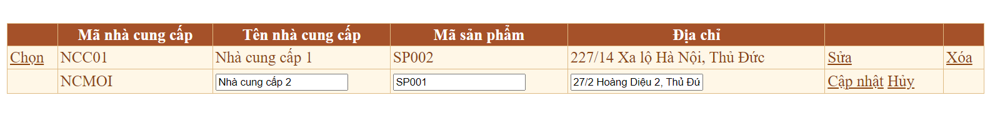 Mã nhà cung cấp Tên nhà cung cấp Mã sản phẩm Địa chỉ
Chọn NCC01 Nhà cung cấp 1 SP002 227/14 Xa lộ Hà Nội, Thủ Đức Sửa Xóa
NCMOI Nhà cung cấp 2 SP001 27/2 Hoàng Diệu 2, Thủ Đứ Cập nhật Hủy